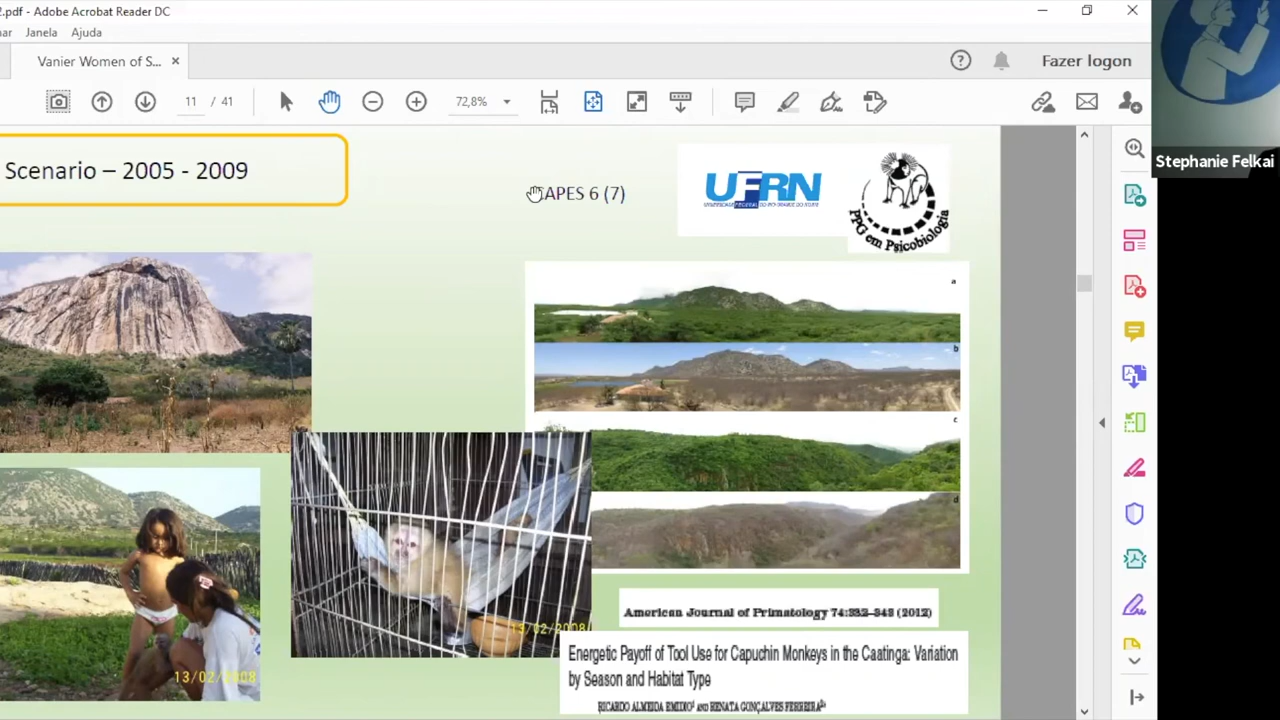 2.pdf - Adobe Acrobat Reader DC
Janela Ajuda
Vanier Women of S...
Fazer logon
11 / 41
72,8%
Stephanie Felkai
Scenario – 2005 - 2009
APES 6 (7)
UFRN
PPG em Psicobiologia
a
b
c
d
13/02/2008
13/02/2008
American Journal of Primatology 74:332–343 (2012)
Energetic Payoff of Tool Use for Capuchin Monkeys in the Caatinga: Variation
by Season and Habitat Type
RICARDO ALMEIDA EMIDIO AND RENATA GONÇALVES FERREIRA